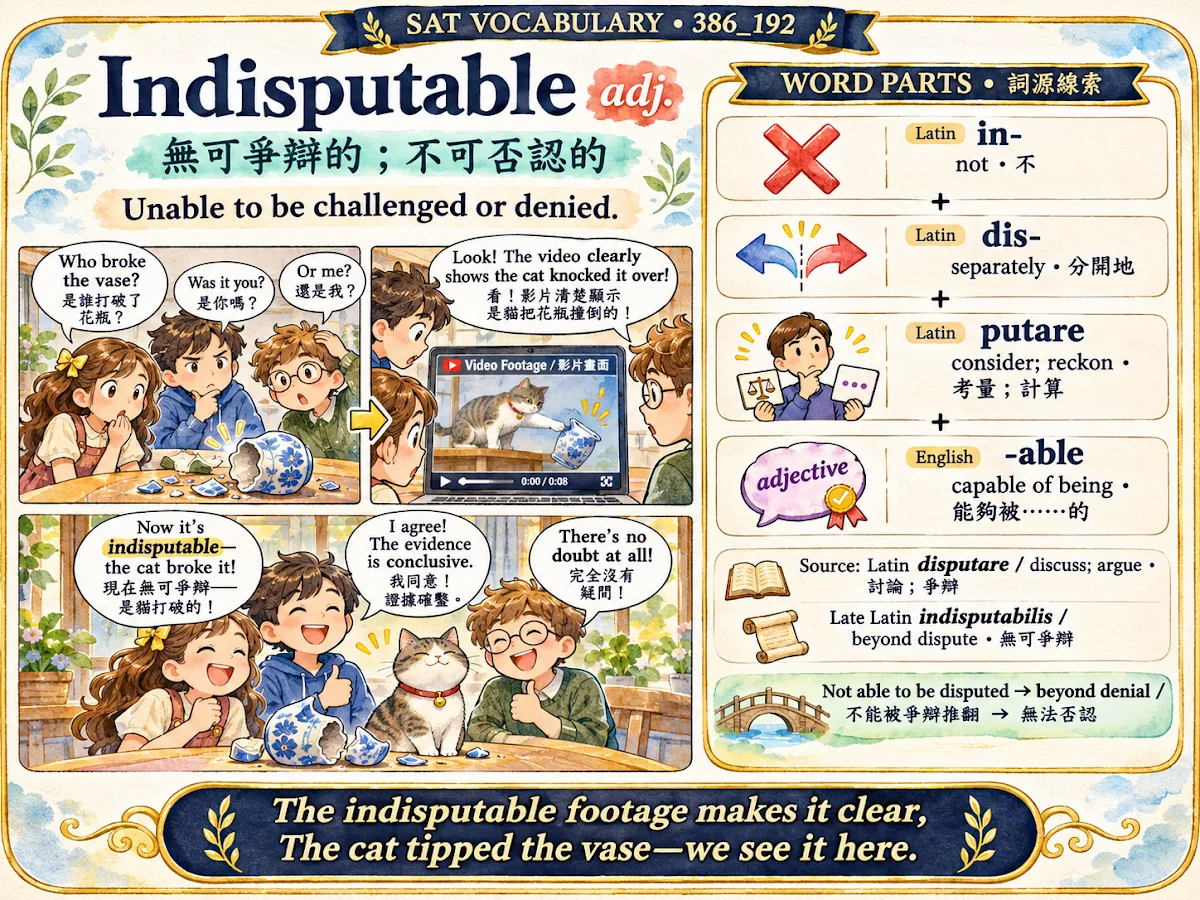 SAT VOCABULARY • 386_192
Indisputable adj.
無可爭辯的；不可否認的
Unable to be challenged or denied.
Who broke
the vase?
是誰打破了
花瓶？
Was it you?
是你嗎？
Or me?
還是我？
Look! The video clearly
shows the cat knocked it over!
看！影片清楚顯示
是貓把花瓶撞倒的！
Video Footage / 影片畫面
0:00 / 0:08
Now it's
indisputable—
the cat broke it!
現在無可爭辯——
是貓打破的！
I agree!
The evidence
is conclusive.
我同意！
證據確鑿。
There's no
doubt at all!
完全沒有
疑問！
WORD PARTS • 詞源線索
Latin in-
not • 不
+
Latin dis-
separately • 分開地
+
Latin putare
consider; reckon •
考量；計算
+
adjective
English -able
capable of being •
能夠被⋯⋯的
Source: Latin disputare / discuss; argue •
討論；爭辯
Late Latin indisputabilis /
beyond dispute • 無可爭辯
Not able to be disputed → beyond denial /
不能被爭辯推翻 → 無法否認
The indisputable footage makes it clear,
The cat tipped the vase—we see it here.